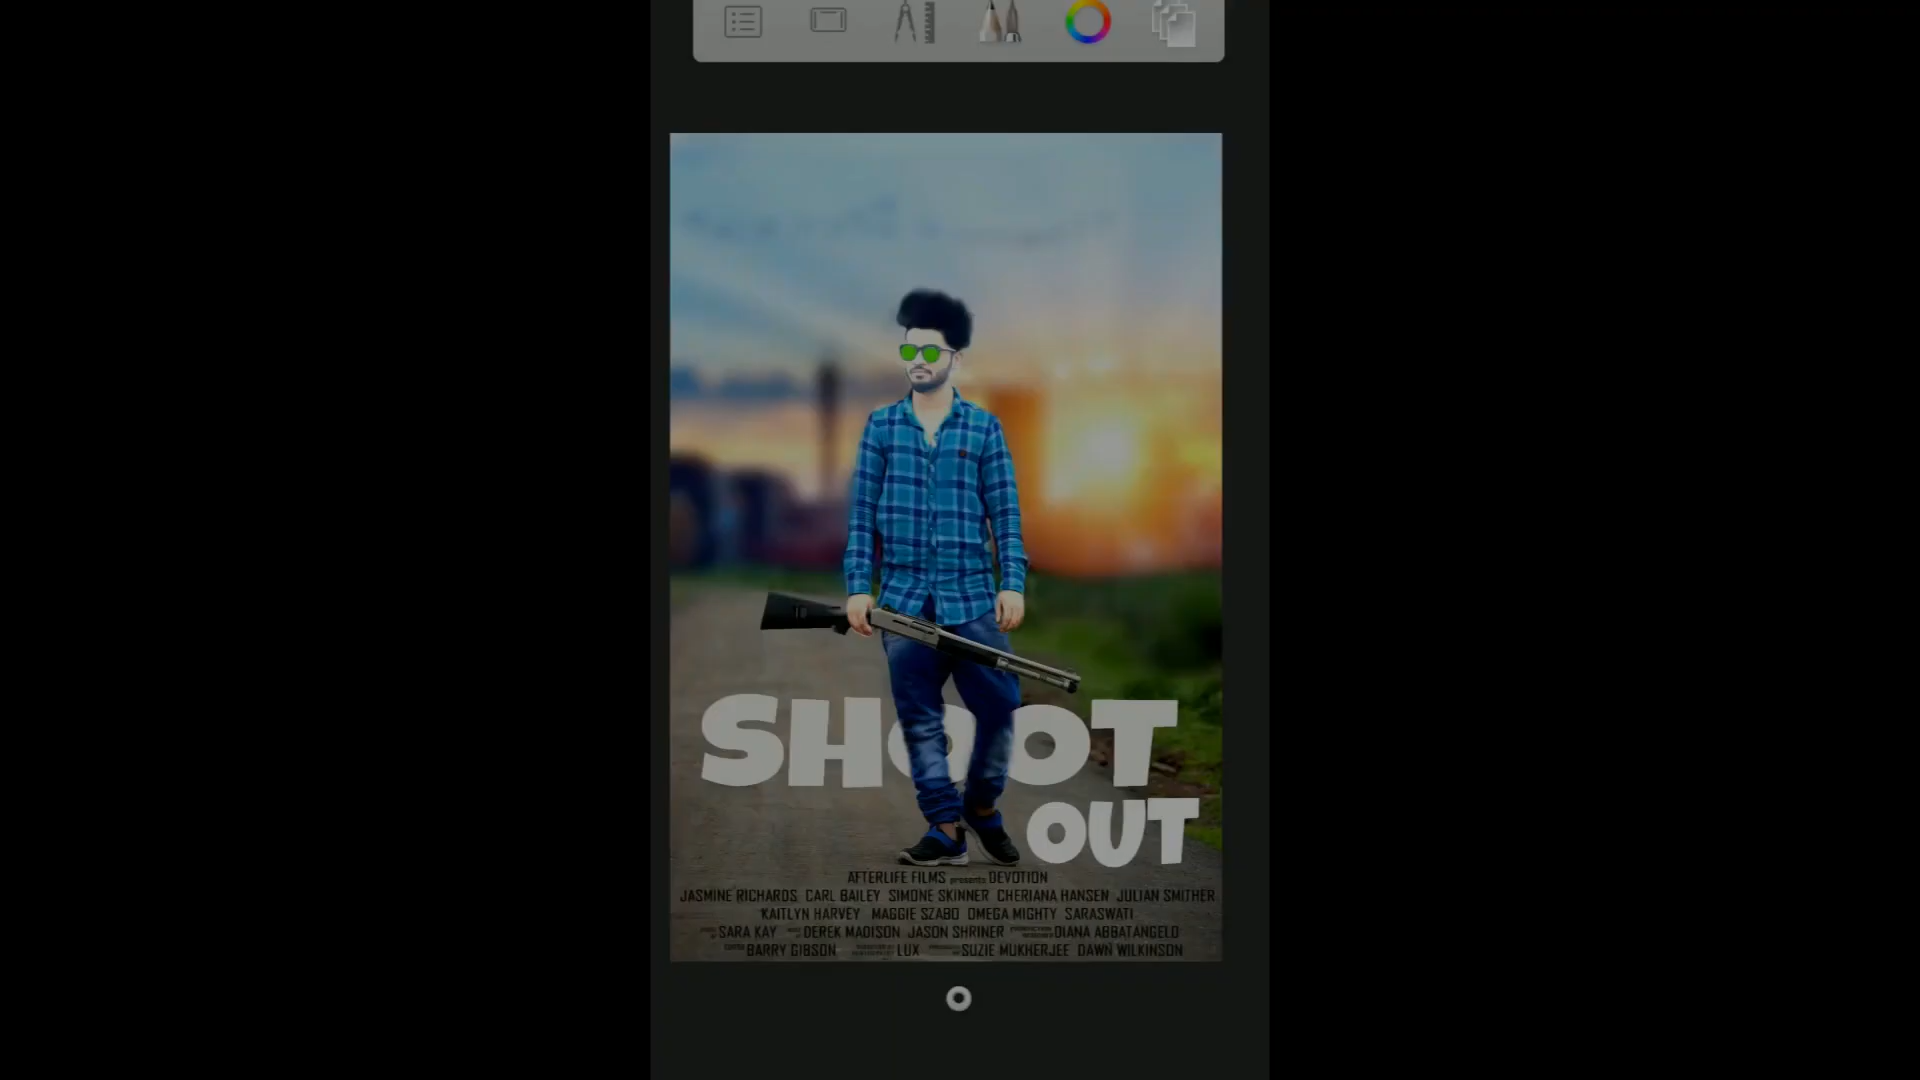 SHOOT
OUT
AFTERLIFE FILMS presents DEVOTION
JASMINE RICHARDS CARL BAILEY SIMONE SKINNER CHERIANA HANSEN JULIAN SMITHER
KAITLYN HARVEY MAGGIE SZABO OMEGA MIGHTY SARASWATI
SARA KAY DEREK MADISON JASON SHRINER DIANA ABBATANGELO
BARRY GIBSON LUX SUZIE MUKHERJEE DAWN WILKINSON